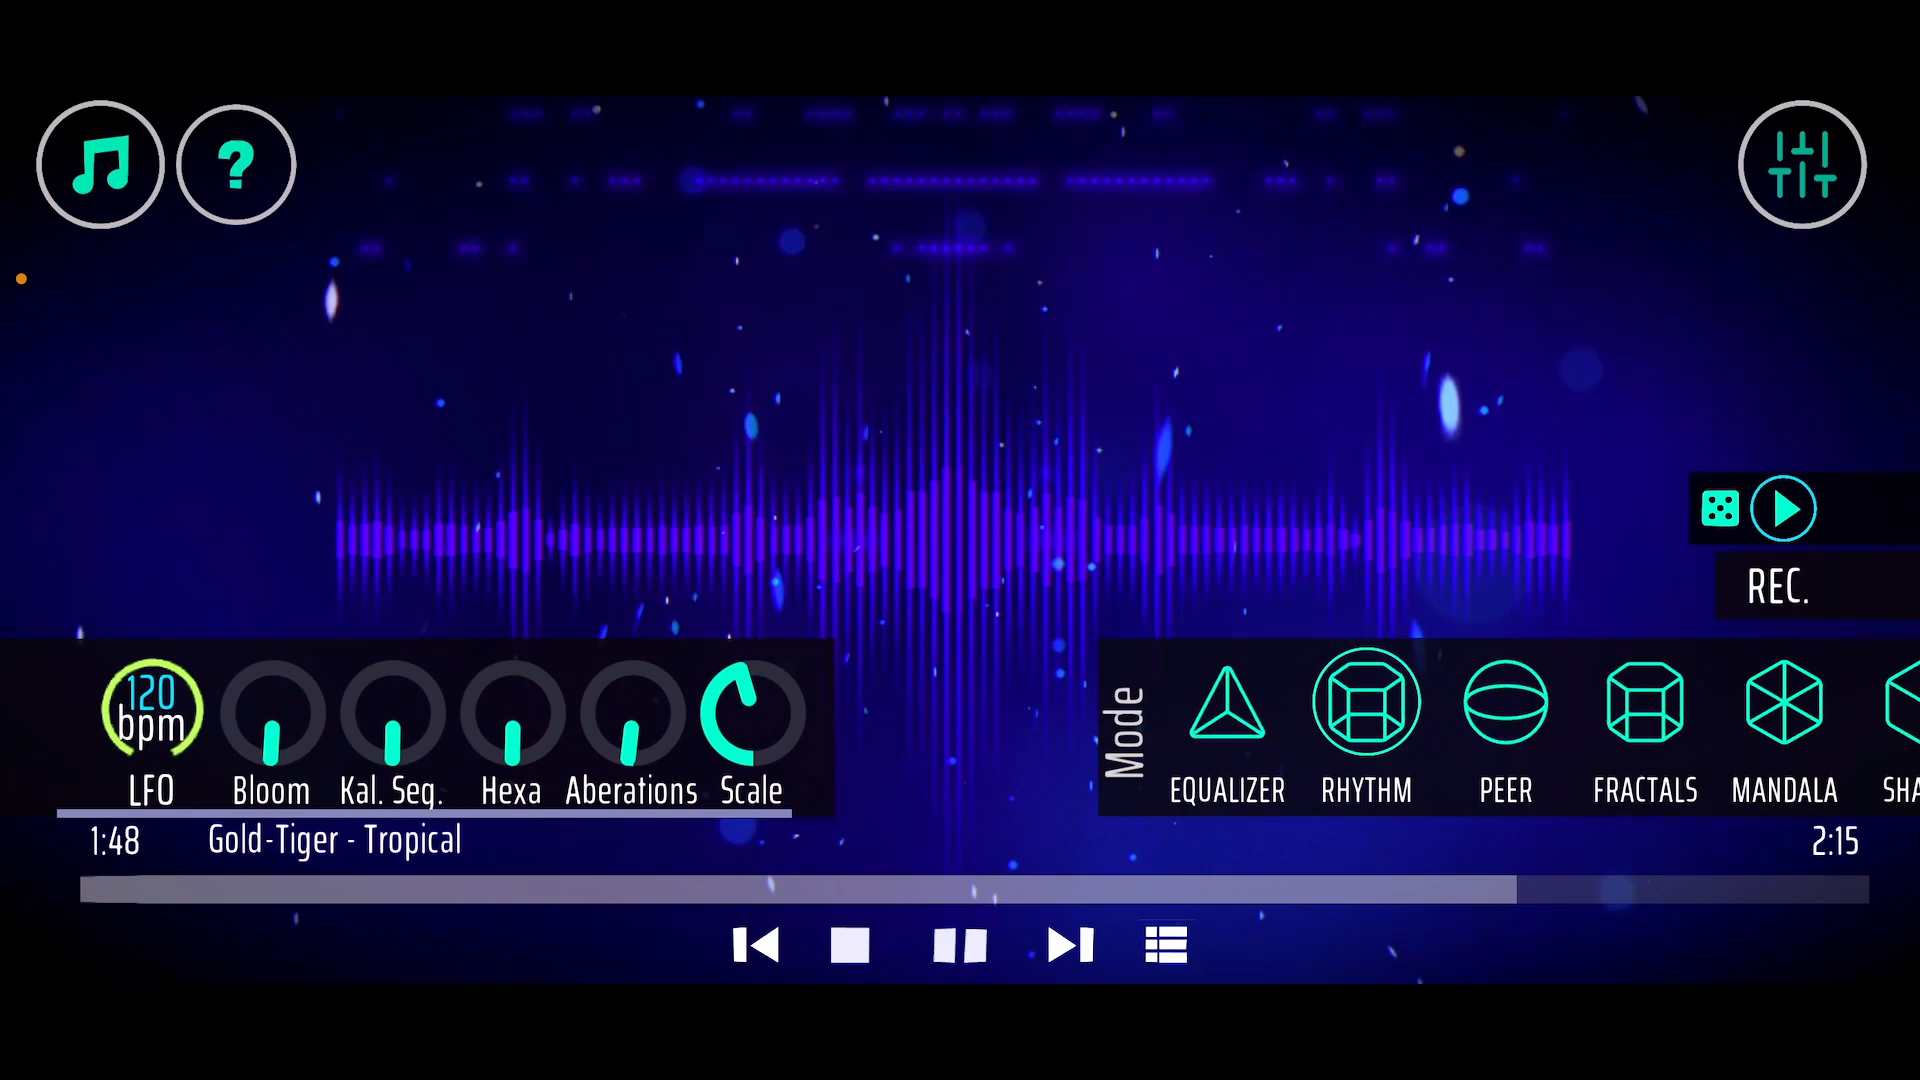 ?
REC.
120
bpm
LFO
Bloom
Kal. Seg.
Hexa
Aberations
Scale
Mode
EQUALIZER
RHYTHM
PEER
FRACTALS
MANDALA
SHA
1:48
Gold-Tiger - Tropical
2:15